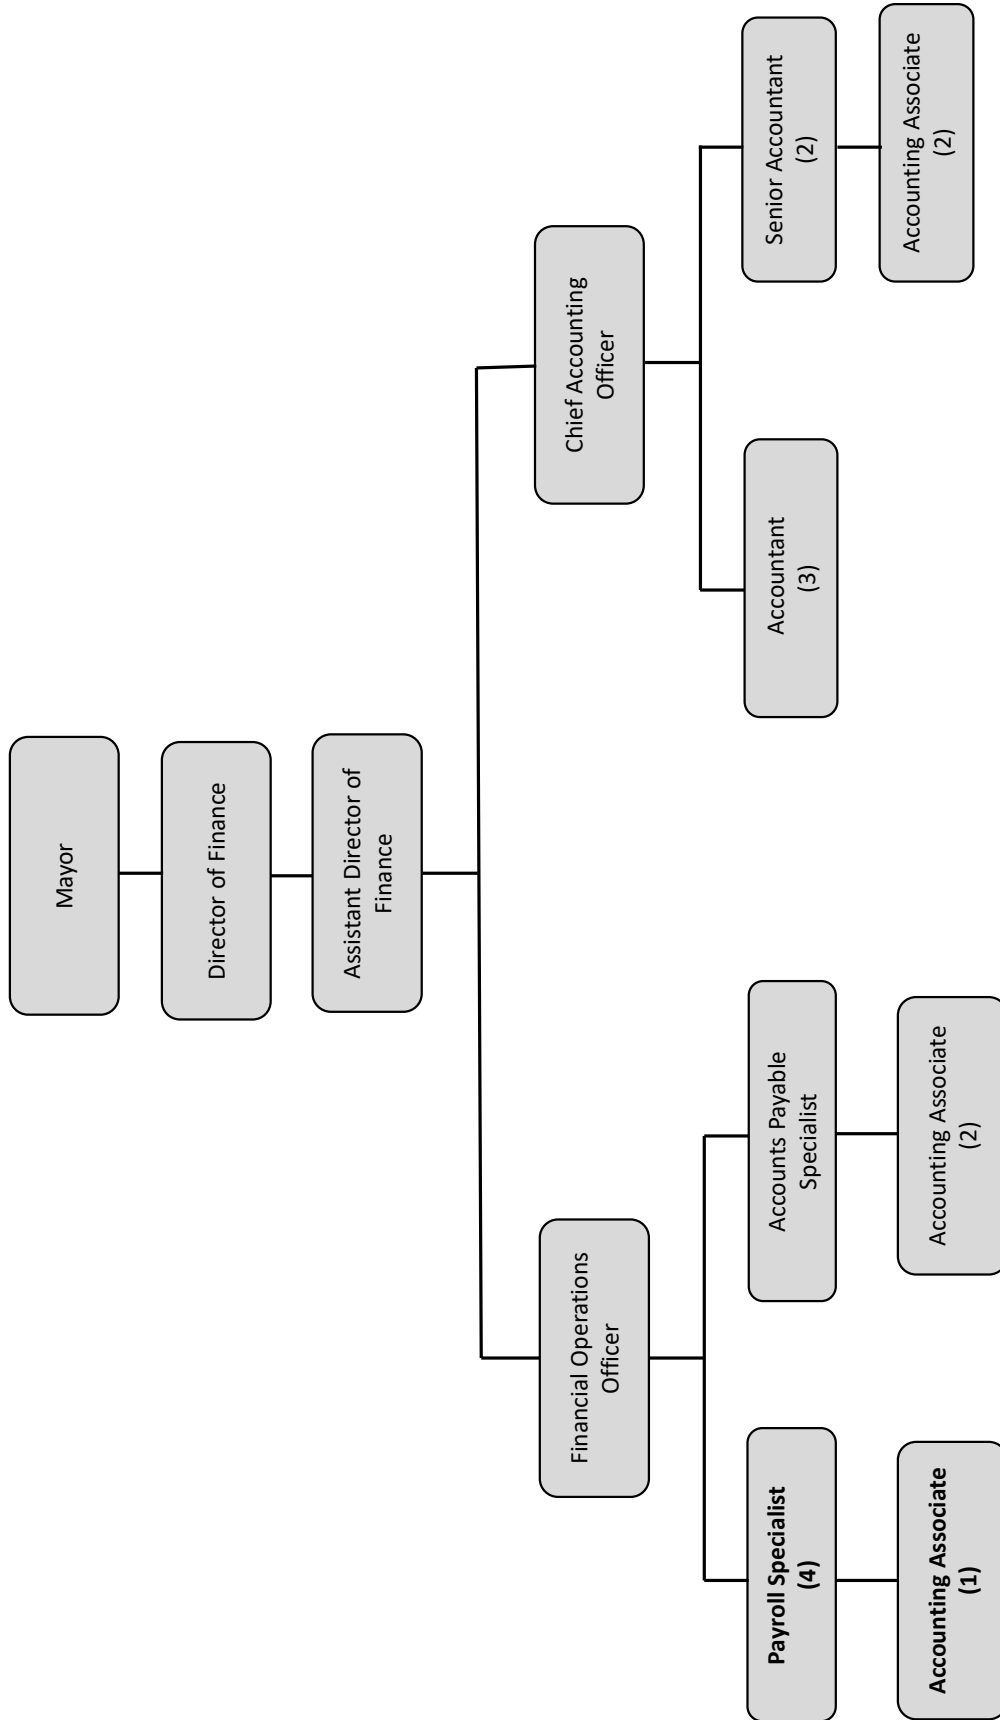 Mayor
Director of Finance
Assistant Director of
Finance
Financial Operations
Officer
Chief Accounting
Officer
Payroll Specialist
(4)
Accounts Payable
Specialist
Accountant
(3)
Senior Accountant
(2)
Accounting Associate
(1)
Accounting Associate
(2)
Accounting Associate
(2)